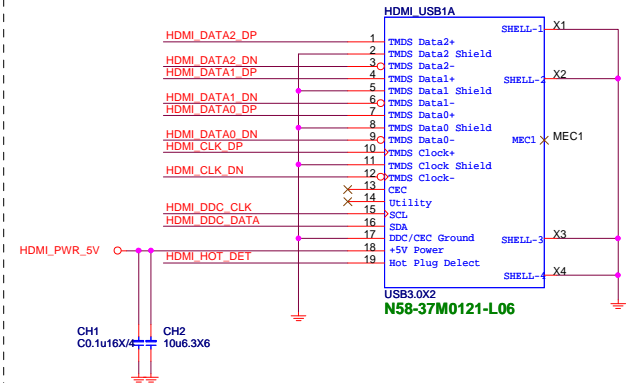 HDMI_USB1A
HDMI_DATA2_DP 1 TMDS Data2+ SHELL-1 X1
2 TMDS Data2 Shield
HDMI_DATA2_DN 3 TMDS Data2-
HDMI_DATA1_DP 4 TMDS Data1+ SHELL-2 X2
5 TMDS Data1 Shield
HDMI_DATA1_DN 6 TMDS Data1-
HDMI_DATA0_DP 7 TMDS Data0+
8 TMDS Data0 Shield
HDMI_DATA0_DN 9 TMDS Data0- MEC1 MEC1
HDMI_CLK_DP 10 TMDS Clock+
11 TMDS Clock Shield
HDMI_CLK_DN 12 TMDS Clock-
13 CEC
14 Utility
HDMI_DDC_CLK 15 SCL
HDMI_DDC_DATA 16 SDA
17 DDC/CEC Ground SHELL-3 X3
HDMI_PWR_5V 18 +5V Power
HDMI_HOT_DET 19 Hot Plug Delect
SHELL-4 X4
USB3.0X2
N58-37M0121-L06
CH1 CH2
C0.1u16X/4 10u6.3X6